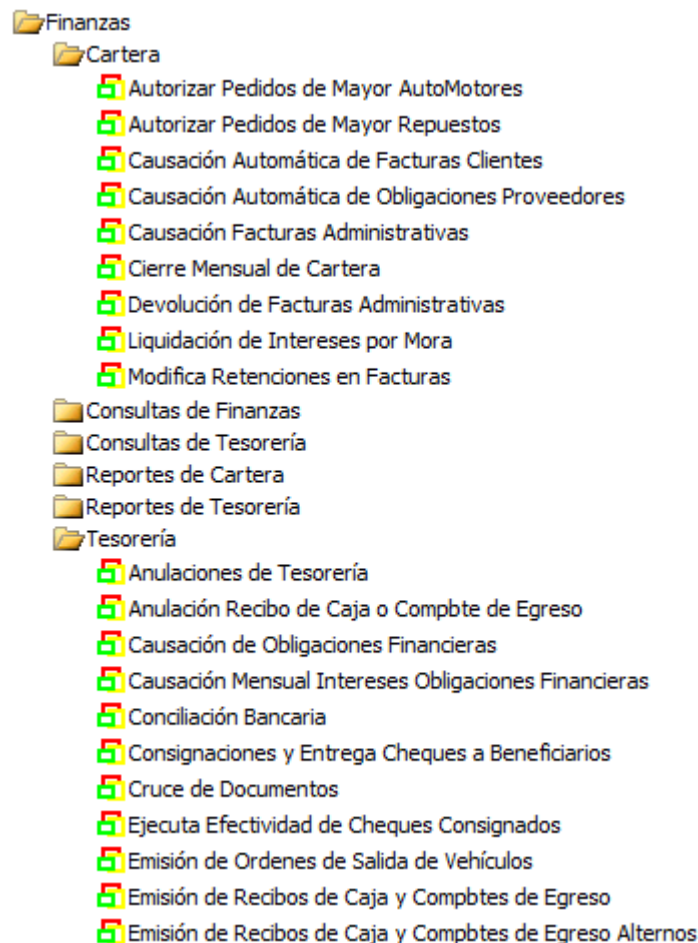 Finanzas
Cartera
Autorizar Pedidos de Mayor AutoMotores
Autorizar Pedidos de Mayor Repuestos
Causación Automática de Facturas Clientes
Causación Automática de Obligaciones Proveedores
Causación Facturas Administrativas
Cierre Mensual de Cartera
Devolución de Facturas Administrativas
Liquidación de Intereses por Mora
Modifica Retenciones en Facturas
Consultas de Finanzas
Consultas de Tesorería
Reportes de Cartera
Reportes de Tesorería
Tesorería
Anulaciones de Tesorería
Anulación Recibo de Caja o Compbte de Egreso
Causación de Obligaciones Financieras
Causación Mensual Intereses Obligaciones Financieras
Conciliación Bancaria
Consignaciones y Entrega Cheques a Beneficiarios
Cruce de Documentos
Ejecuta Efectividad de Cheques Consignados
Emisión de Ordenes de Salida de Vehículos
Emisión de Recibos de Caja y Compbtes de Egreso
Emisión de Recibos de Caja y Compbtes de Egreso Alternos